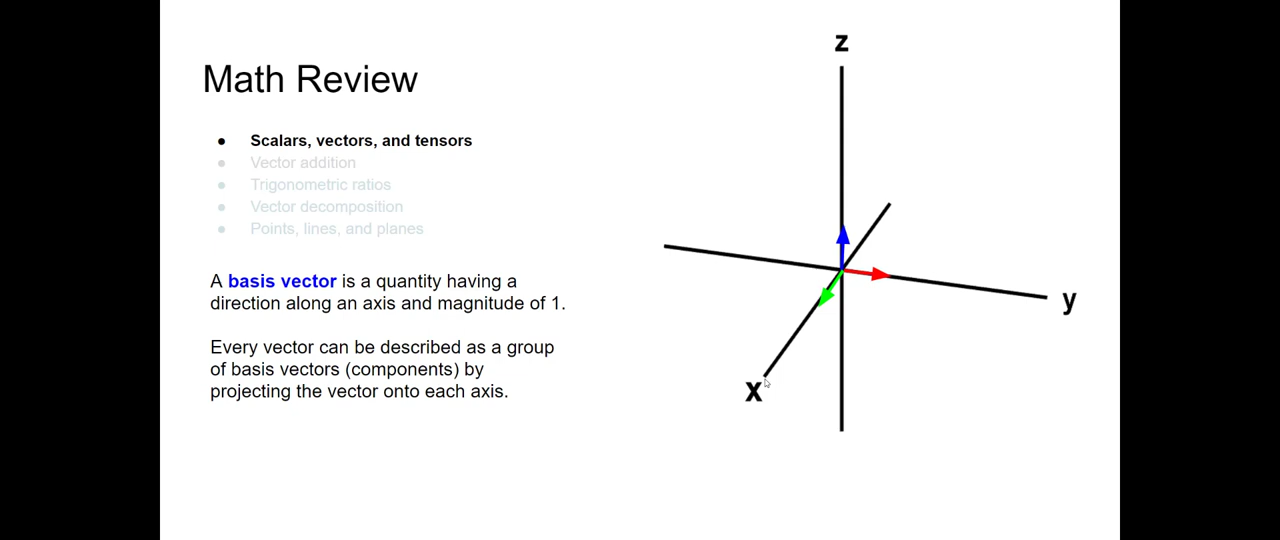 Math Review
● Scalars, vectors, and tensors
● Vector addition
● Trigonometric ratios
● Vector decomposition
● Points, lines, and planes
A basis vector is a quantity having a
direction along an axis and magnitude of 1.
Every vector can be described as a group
of basis vectors (components) by
projecting the vector onto each axis.
z
y
x